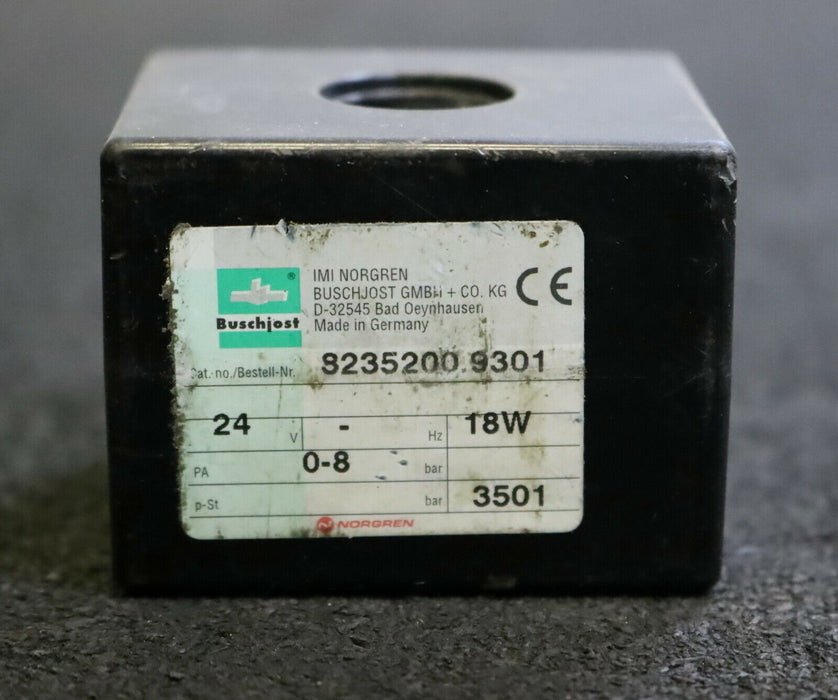 IMI NORGREN
BUSCHJOST GMBH + CO. KG
D-32545 Bad Oeynhausen
Made in Germany
CE
®
Buschjost
Cat.-no./Bestell-Nr. 8235200.9301
24 V - Hz 18W
PA 0-8 bar
p-St bar 3501
NORGREN